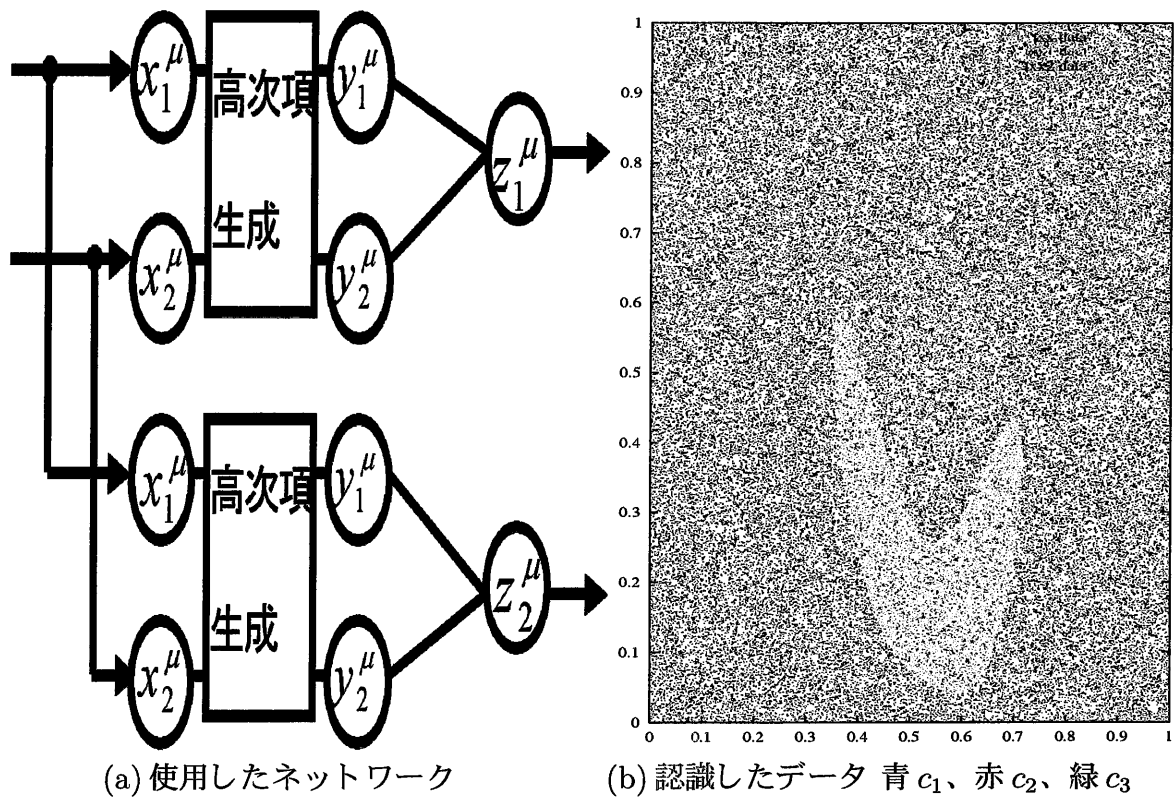 x_1^μ
高次項
y_1^μ
z_1^μ
生成
x_2^μ
y_2^μ
x_1^μ
高次項
y_1^μ
z_2^μ
生成
x_2^μ
y_2^μ
(a) 使用したネットワーク
1
0.9
0.8
0.7
0.6
0.5
0.4
0.3
0.2
0.1
0
0 0.1 0.2 0.3 0.4 0.5 0.6 0.7 0.8 0.9 1
(b) 認識したデータ 青 c_1、赤 c_2、緑 c_3